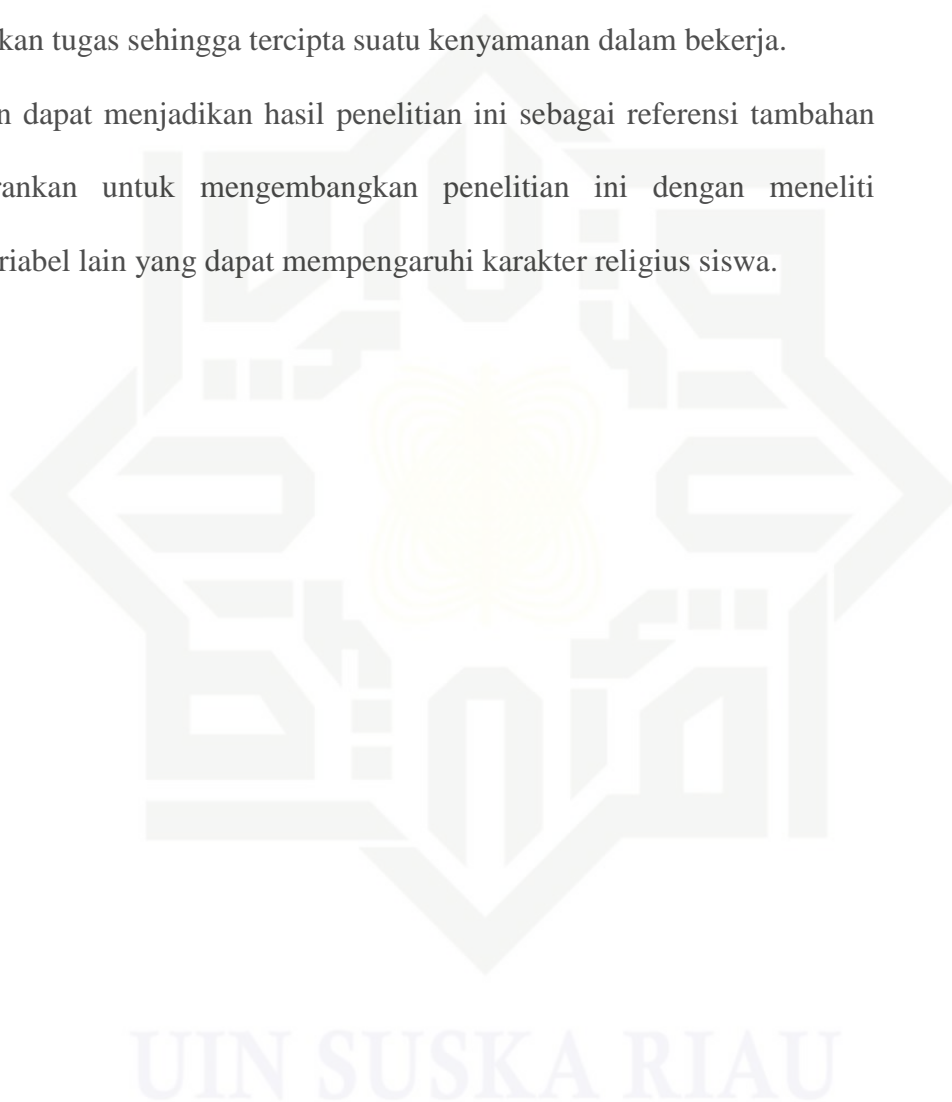 kan tugas sehingga tercipta suatu kenyamanan dalam bekerja.
n dapat menjadikan hasil penelitian ini sebagai referensi tambahan
rankan untuk mengembangkan penelitian ini dengan meneliti
riabel lain yang dapat mempengaruhi karakter religius siswa.
UIN SUSKA RIAU